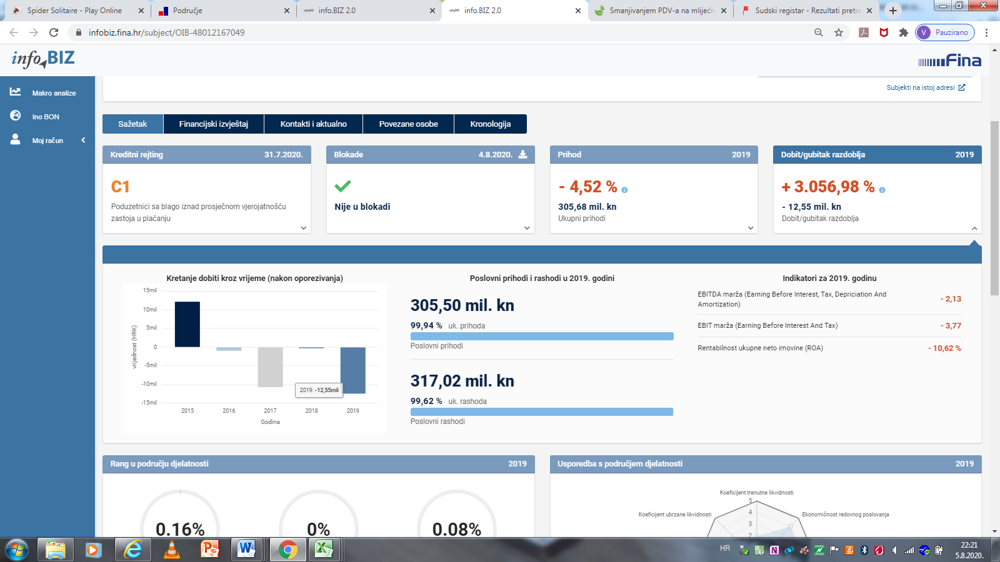 Spider Solitaire - Play Online
Područje
info.BIZ 2.0
info.BIZ 2.0
Smanjivanjem PDV-a na mliječn
Sudski registar - Rezultati pretra
infobiz.fina.hr/subject/OIB-48012167049
V Pauzirano
info.BIZ
Fina
Makro analize
Ino BON
Moj račun
Subjekti na istoj adresi
Sažetak
Financijski izvještaj
Kontakti i aktualno
Povezane osobe
Kronologija
Kreditni rejting 31.7.2020.
C1
Poduzetnici sa blago iznad prosječnom vjerojatnošću
zastoja u plaćanju
Blokade 4.8.2020.
Nije u blokadi
Prihod 2019
- 4,52 %
305,68 mil. kn
Ukupni prihodi
Dobit/gubitak razdoblja 2019
+ 3.056,98 %
- 12,55 mil. kn
Dobit/gubitak razdoblja
Kretanje dobiti kroz vrijeme (nakon oporezivanja)
15mil
10mil
5mil
0
-5mil
-10mil
-15mil
vrijednost (HRK)
2019: -12,55mil
2015 2016 2017 2018 2019
Godina
Poslovni prihodi i rashodi u 2019. godini
305,50 mil. kn
99,94 % uk. prihoda
Poslovni prihodi
317,02 mil. kn
99,62 % uk. rashoda
Poslovni rashodi
Indikatori za 2019. godinu
EBITDA marža (Earning Before Interest, Tax, Depriciation And
Amortization) - 2,13
EBIT marža (Earning Before Interest And Tax) - 3,77
Rentabilnost ukupne neto imovine (ROA) - 10,62 %
Rang u području djelatnosti 2019
0.16%
0%
0.08%
Usporedba s područjem djelatnosti 2019
Koeficijent trenutne likvidnosti
Koeficijent ubrzane likvidnosti
Ekonomičnost redovnog poslovanja
5
4
3
2
HR
22:21
5.8.2020.